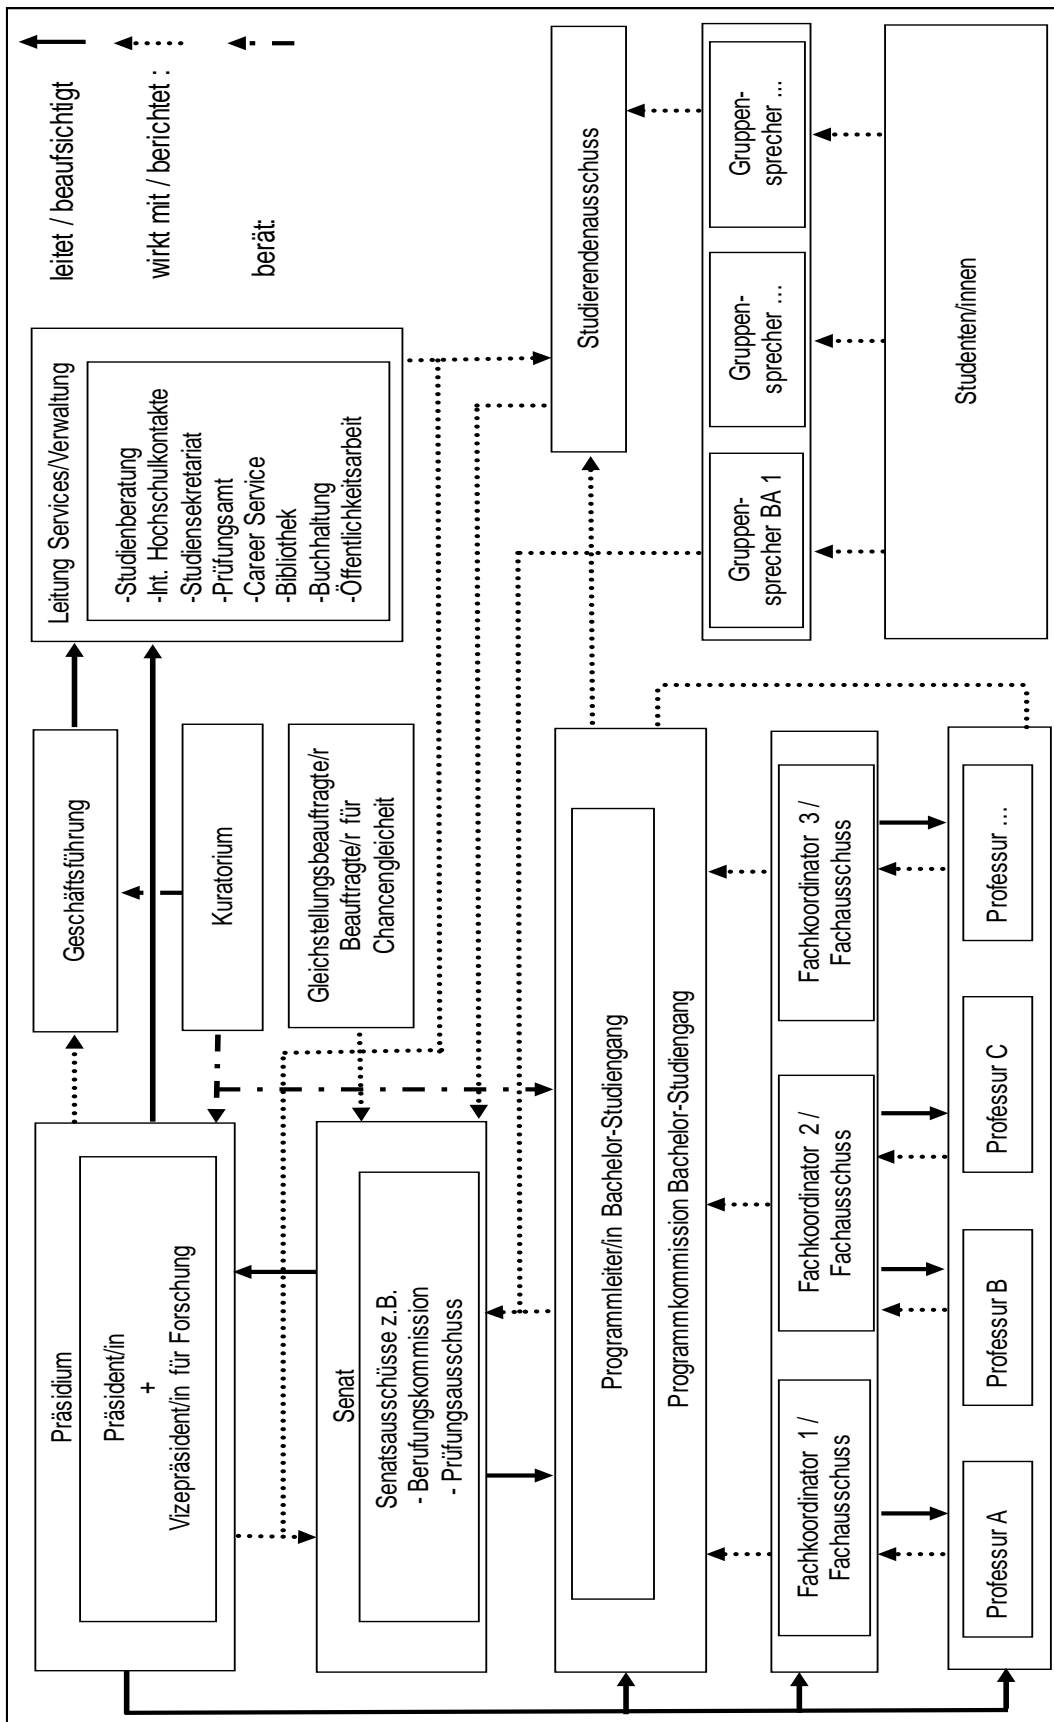 leitet / beaufsichtigt
wirkt mit / berichtet :
berät:
Präsidium
Präsident/in
+
Vizepräsident/in für Forschung
Geschäftsführung
Leitung Services/Verwaltung
-Studienberatung
-Int. Hochschulkontakte
-Studiensekretariat
-Prüfungsamt
-Career Service
-Bibliothek
-Buchhaltung
-Öffentlichkeitsarbeit
Kuratorium
Gleichstellungsbeauftragte/r
Beauftragte/r für
Chancengleicheit
Senat
Senatsausschüsse z.B.
- Berufungskommission
- Prüfungsausschuss
Studierendenausschuss
Programmleiter/in Bachelor-Studiengang
Programmkommission Bachelor-Studiengang
Gruppen-
sprecher BA 1
Gruppen-
sprecher ...
Gruppen-
sprecher ...
Fachkoordinator 1 /
Fachausschuss
Fachkoordinator 2 /
Fachausschuss
Fachkoordinator 3 /
Fachausschuss
Studenten/innen
Professur A
Professur B
Professur C
Professur …